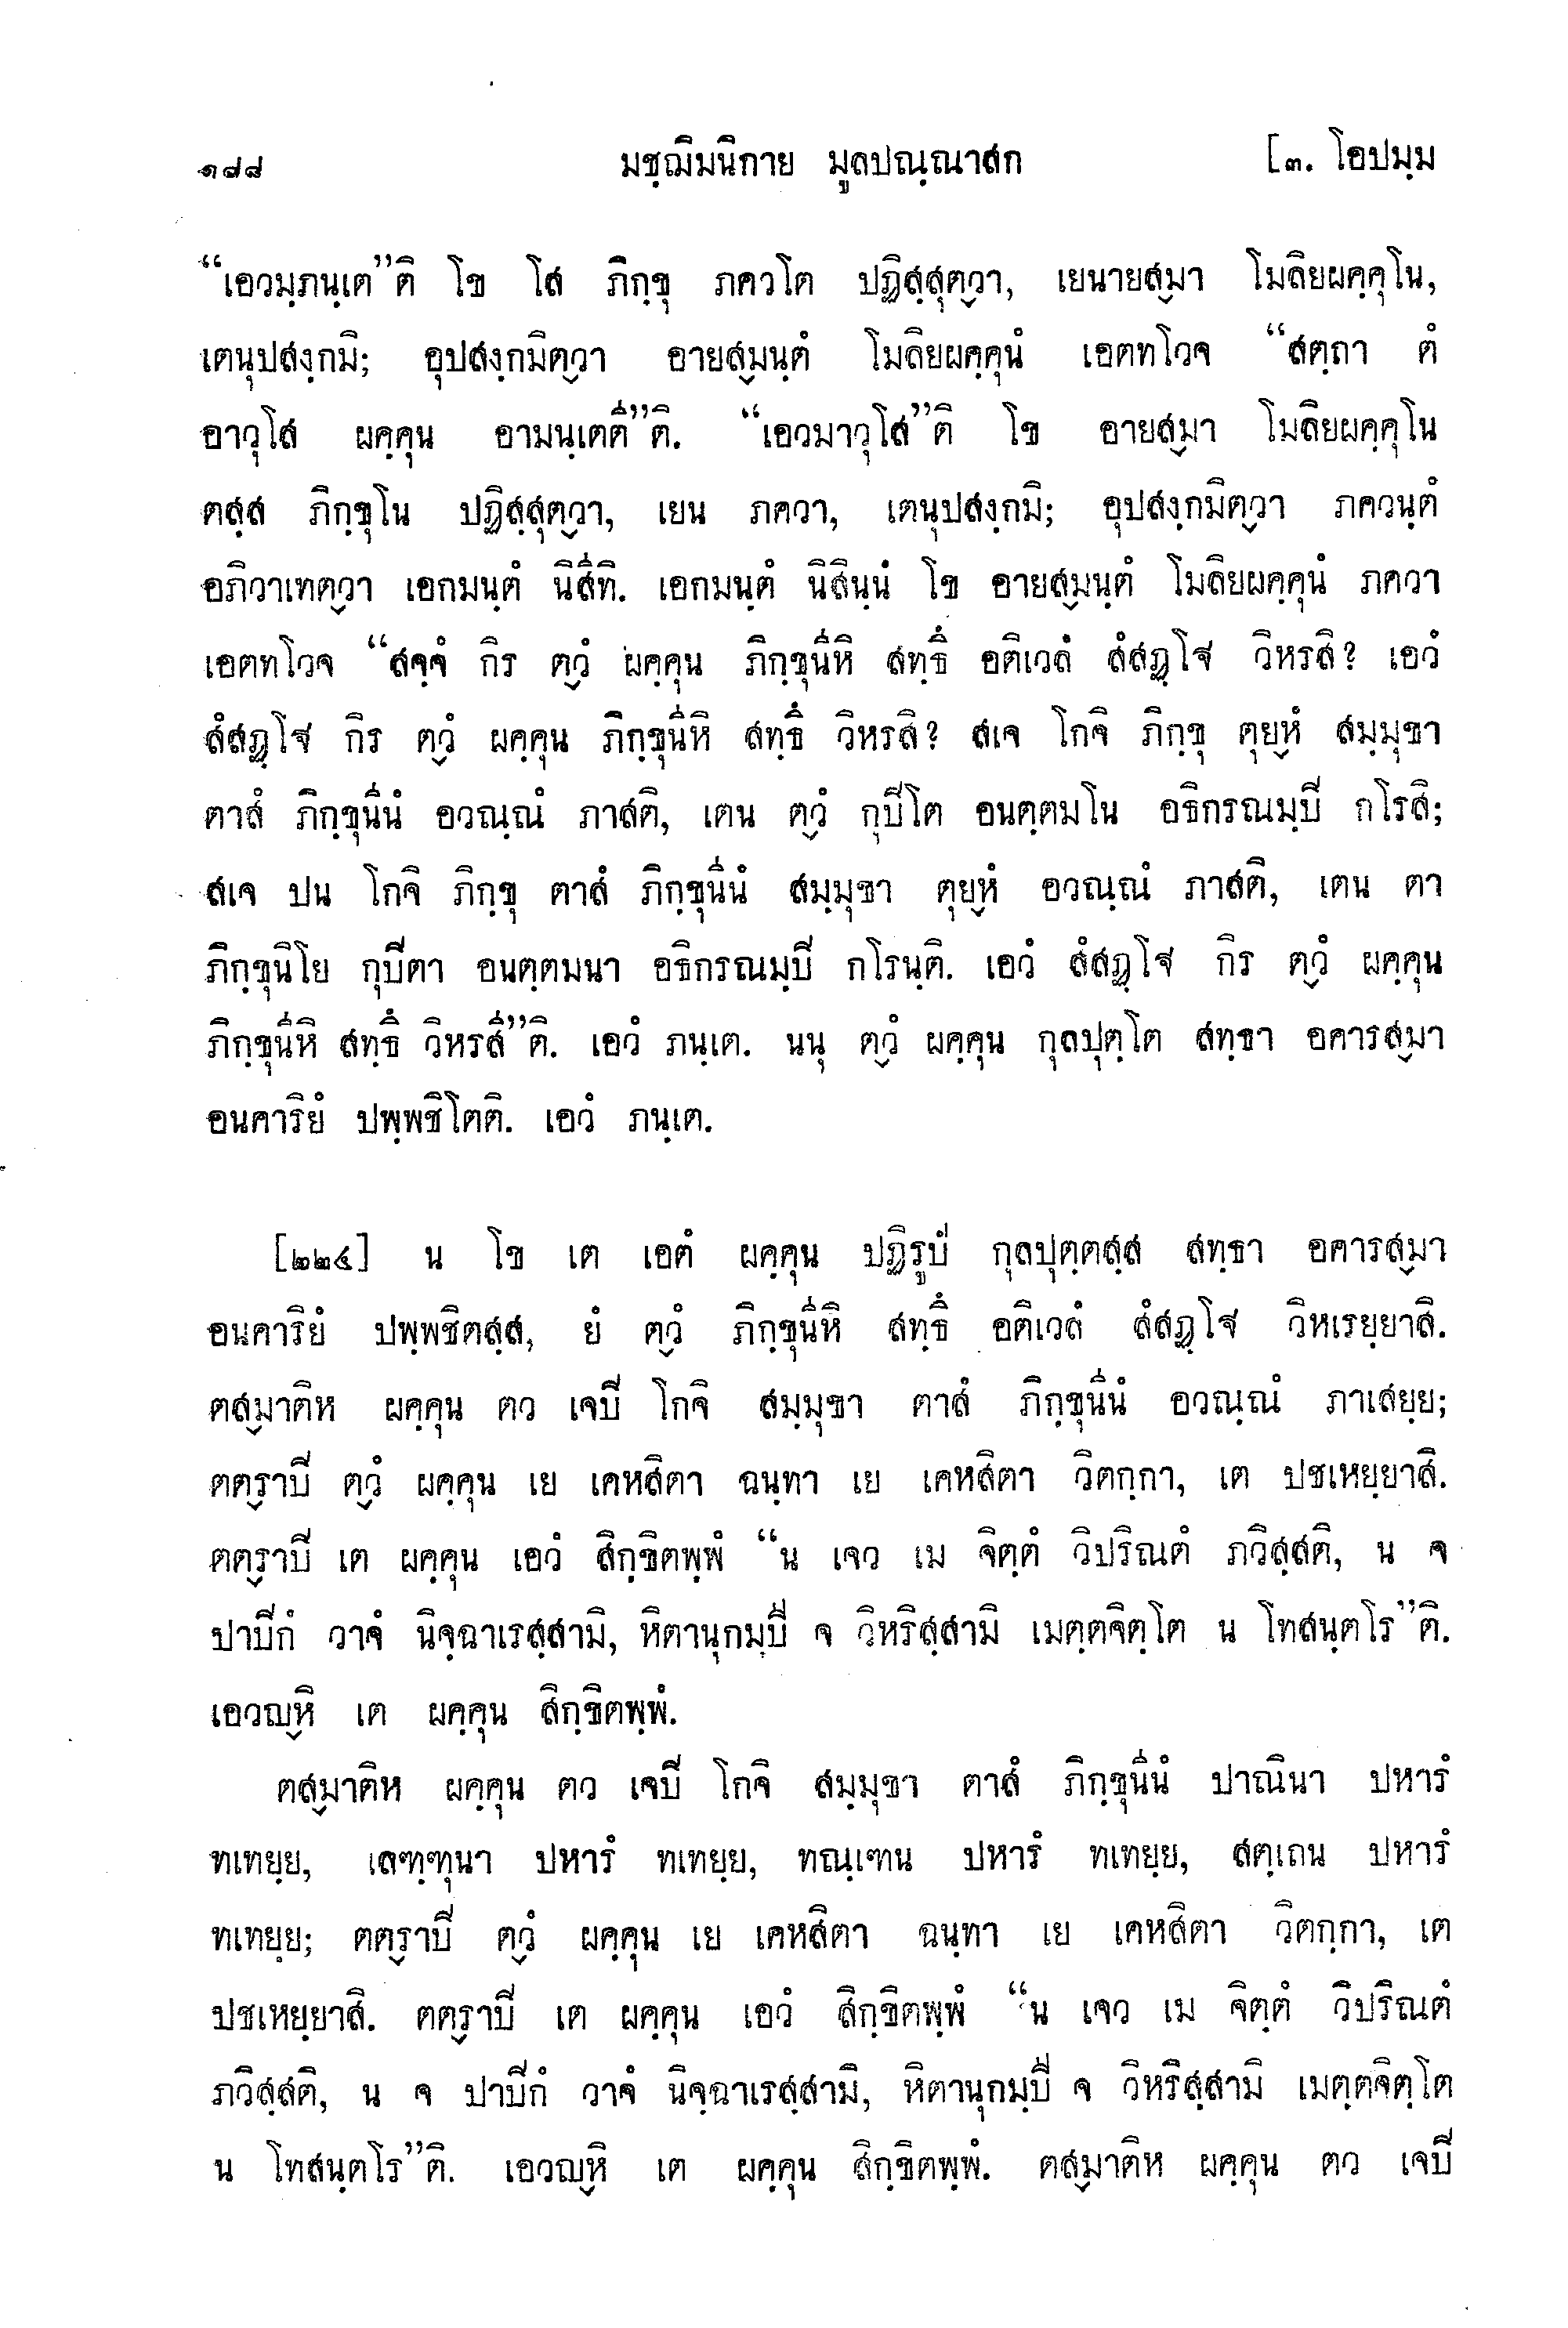 ๑๘๘ มชฺฌิมนิกาย มูลปณฺณาสก [๓. โอปมฺม
“เอวมฺภนฺเต”ติ โข โส ภิกฺขุ ภควโต ปฏิสฺสุตฺวา, เยนายสฺมา โมลิยผคฺคุโน,
เตนุปสงฺกมิ; อุปสงฺกมิตฺวา อายสฺมนฺตํ โมลิยผคฺคุนํ เอตทโวจ “สตฺถา ตํ
อาวุโส ผคฺคุน อามนฺเตตี”ติ. “เอวมาวุโส”ติ โข อายสฺมา โมลิยผคฺคุโน
ตสฺส ภิกฺขุโน ปฏิสฺสุตฺวา, เยน ภควา, เตนุปสงฺกมิ; อุปสงฺกมิตฺวา ภควนฺตํ
อภิวาเทตฺวา เอกมนฺตํ นิสีทิ. เอกมนฺตํ นิสินฺนํ โข อายสฺมนฺตํ โมลิยผคฺคุนํ ภควา
เอตทโวจ “สจฺจํ กิร ตฺวํ ผคฺคุน ภิกฺขุนีหิ สทฺธึ อติเวลํ สํสฏฺโฐ วิหรสิ? เอวํ
สํสฏฺโฐ กิร ตฺวํ ผคฺคุน ภิกฺขุนีหิ สทฺธึ วิหรสิ? สเจ โกจิ ภิกฺขุ ตุยฺหํ สมฺมุขา
ตาสํ ภิกฺขุนีนํ อวณฺณํ ภาสติ, เตน ตฺวํ กุปิโต อนตฺตมโน อธิกรณมฺปิ กโรสิ;
สเจ ปน โกจิ ภิกฺขุ ตาสํ ภิกฺขุนีนํ สมฺมุขา ตุยฺหํ อวณฺณํ ภาสติ, เตน ตา
ภิกฺขุนิโย กุปิตา อนตฺตมนา อธิกรณมฺปิ กโรนฺติ. เอวํ สํสฏฺโฐ กิร ตฺวํ ผคฺคุน
ภิกฺขุนีหิ สทฺธึ วิหรสี”ติ. เอวํ ภนฺเต. นนุ ตฺวํ ผคฺคุน กุลปุตฺโต สทฺธา อคารสฺมา
อนคาริยํ ปพฺพชิโตติ. เอวํ ภนฺเต.
[๒๒๔] น โข เต เอตํ ผคฺคุน ปฏิรูปํ กุลปุตฺตสฺส สทฺธา อคารสฺมา
อนคาริยํ ปพฺพชิตสฺส, ยํ ตฺวํ ภิกฺขุนีหิ สทฺธึ อติเวลํ สํสฏฺโฐ วิหเรยฺยาสิ.
ตสฺมาติห ผคฺคุน ตว เจปิ โกจิ สมฺมุขา ตาสํ ภิกฺขุนีนํ อวณฺณํ ภาเสยฺย;
ตตฺราปิ ตฺวํ ผคฺคุน เย เคหสิตา ฉนฺทา เย เคหสิตา วิตกฺกา, เต ปชเหยฺยาสิ.
ตตฺราปิ เต ผคฺคุน เอวํ สิกฺขิตพฺพํ “น เจว เม จิตฺตํ วิปริณตํ ภวิสฺสติ, น จ
ปาปิกํ วาจํ นิจฺฉาเรสฺสามิ, หิตานุกมฺปี จ วิหริสฺสามิ เมตฺตจิตฺโต น โทสนฺตโร”ติ.
เอวญฺหิ เต ผคฺคุน สิกฺขิตพฺพํ.
ตสฺมาติห ผคฺคุน ตว เจปิ โกจิ สมฺมุขา ตาสํ ภิกฺขุนีนํ ปาณินา ปหารํ
ทเทยฺย, เลฑฺฑุนา ปหารํ ทเทยฺย, ทณฺเฑน ปหารํ ทเทยฺย, สตฺเถน ปหารํ
ทเทยฺย; ตตฺราปิ ตฺวํ ผคฺคุน เย เคหสิตา ฉนฺทา เย เคหสิตา วิตกฺกา, เต
ปชเหยฺยาสิ. ตตฺราปิ เต ผคฺคุน เอวํ สิกฺขิตพฺพํ “น เจว เม จิตฺตํ วิปริณตํ
ภวิสฺสติ, น จ ปาปิกํ วาจํ นิจฺฉาเรสฺสามิ, หิตานุกมฺปี จ วิหริสฺสามิ เมตฺตจิตฺโต
น โทสนฺตโร”ติ. เอวญฺหิ เต ผคฺคุน สิกฺขิตพฺพํ. ตสฺมาติห ผคฺคุน ตว เจปิ